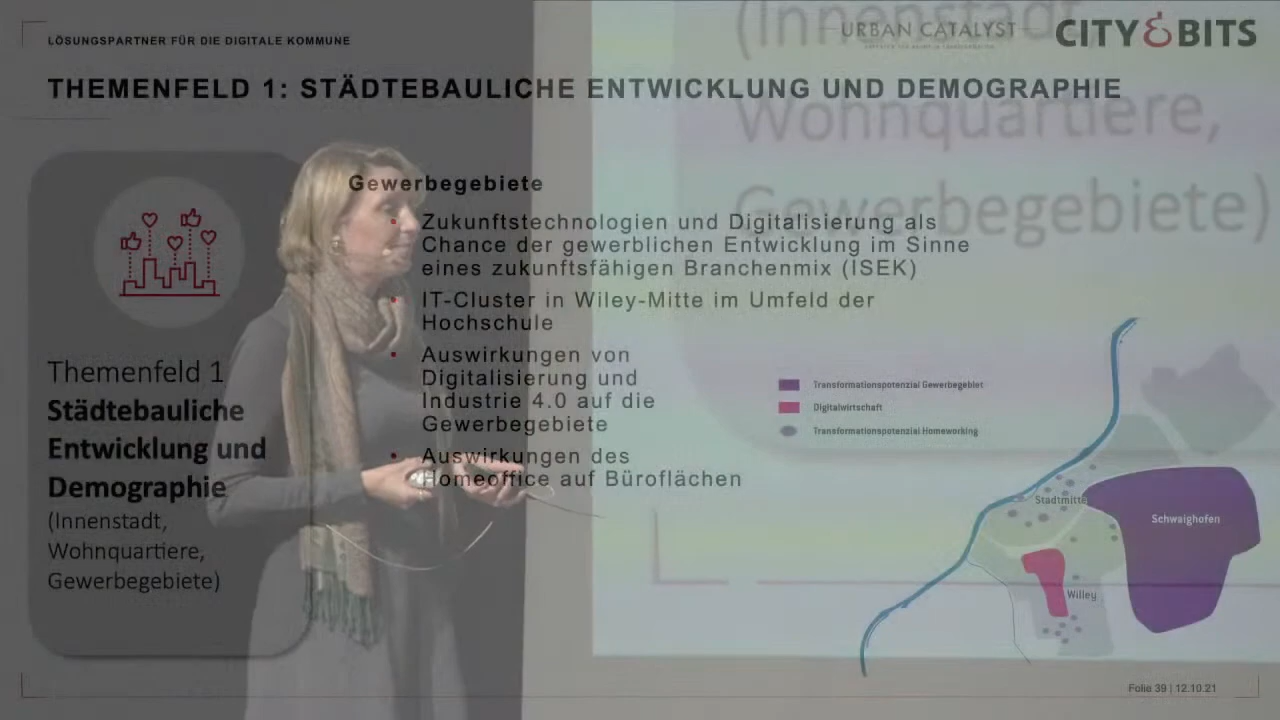 LÖSUNGSPARTNER FÜR DIE DIGITALE KOMMUNE
URBAN CATALYST
CITY & BITS
THEMENFELD 1: STÄDTEBAULICHE ENTWICKLUNG UND DEMOGRAPHIE
(Innenstadt,
Wohnquartiere,
Gewerbegebiete)
Themenfeld 1
Städtebauliche
Entwicklung und
Demographie
(Innenstadt,
Wohnquartiere,
Gewerbegebiete)
Gewerbegebiete
• Zukunftstechnologien und Digitalisierung als
Chance der gewerblichen Entwicklung im Sinne
eines zukunftsfähigen Branchenmix (ISEK)
• IT-Cluster in Wiley-Mitte im Umfeld der
Hochschule
• Auswirkungen von
Digitalisierung und
Industrie 4.0 auf die
Gewerbegebiete
• Auswirkungen des
Homeoffice auf Büroflächen
Transformationspotenzial Gewerbegebiet
Digitalwirtschaft
Transformationspotenzial Homeworking
Stadtmitte
Schwaighofen
Willey
Folie 39 | 12.10.21